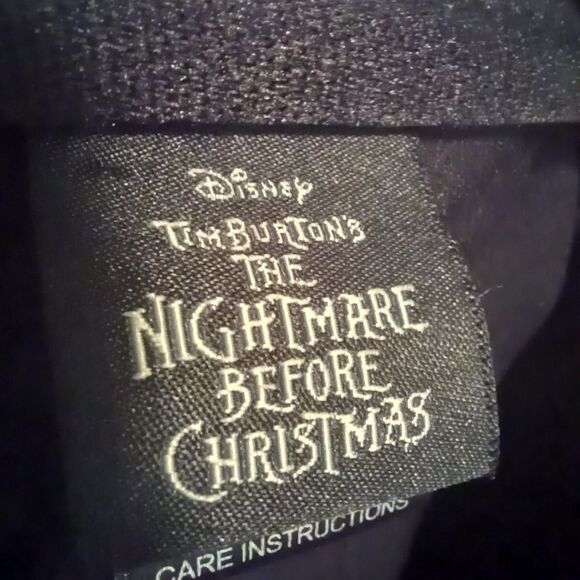 Disney
Tim Burton's
The
Nightmare
Before
Christmas
CARE INSTRUCTIONS